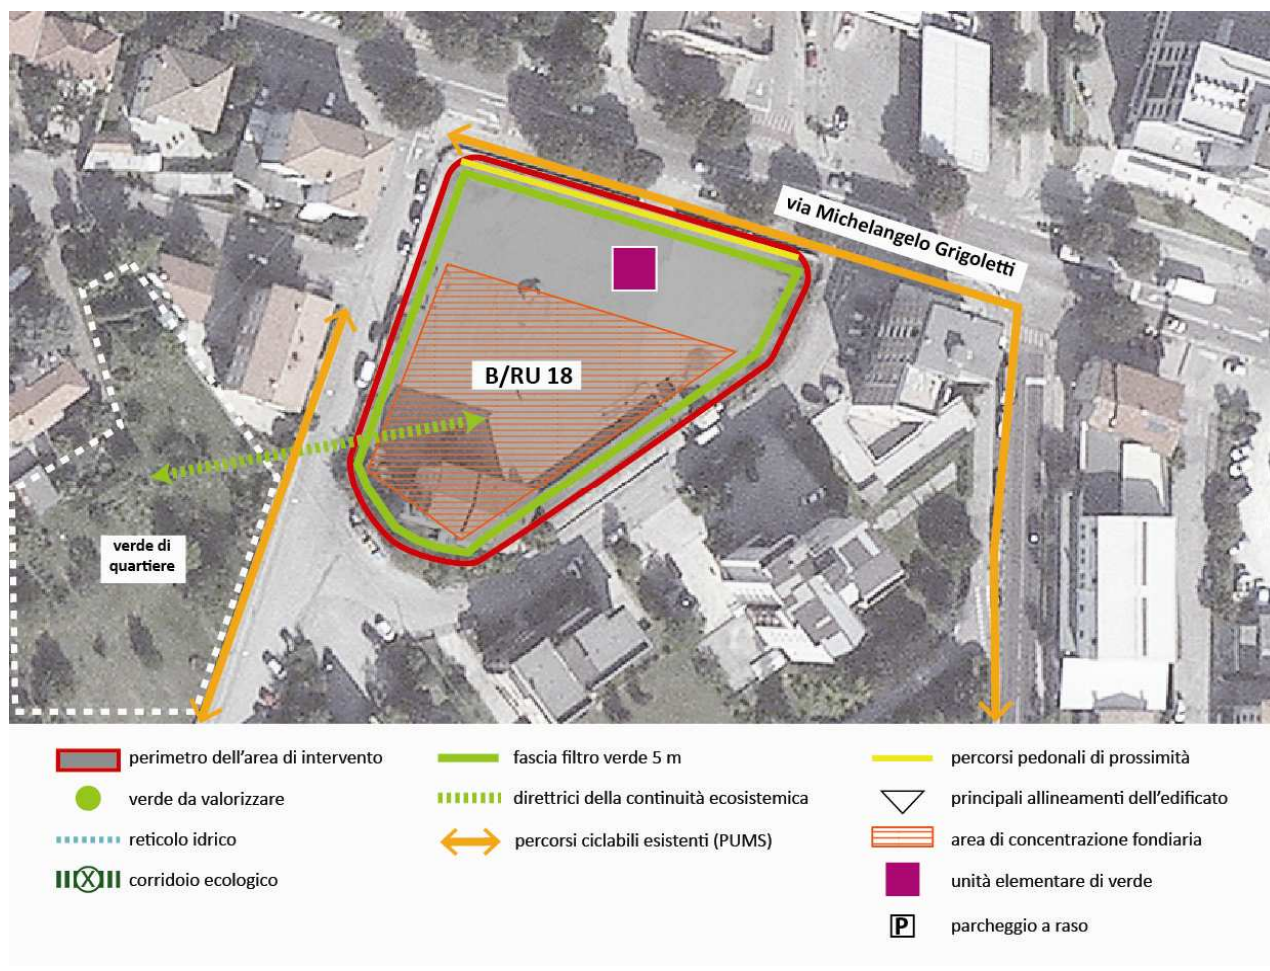 via Michelangelo Grigoletti
B/RU 18
verde di
quartiere
perimetro dell'area di intervento
verde da valorizzare
reticolo idrico
X
corridoio ecologico
fascia filtro verde 5 m
direttrici della continuità ecosistemica
percorsi ciclabili esistenti (PUMS)
percorsi pedonali di prossimità
principali allineamenti dell'edificato
area di concentrazione fondiaria
unità elementare di verde
P
parcheggio a raso